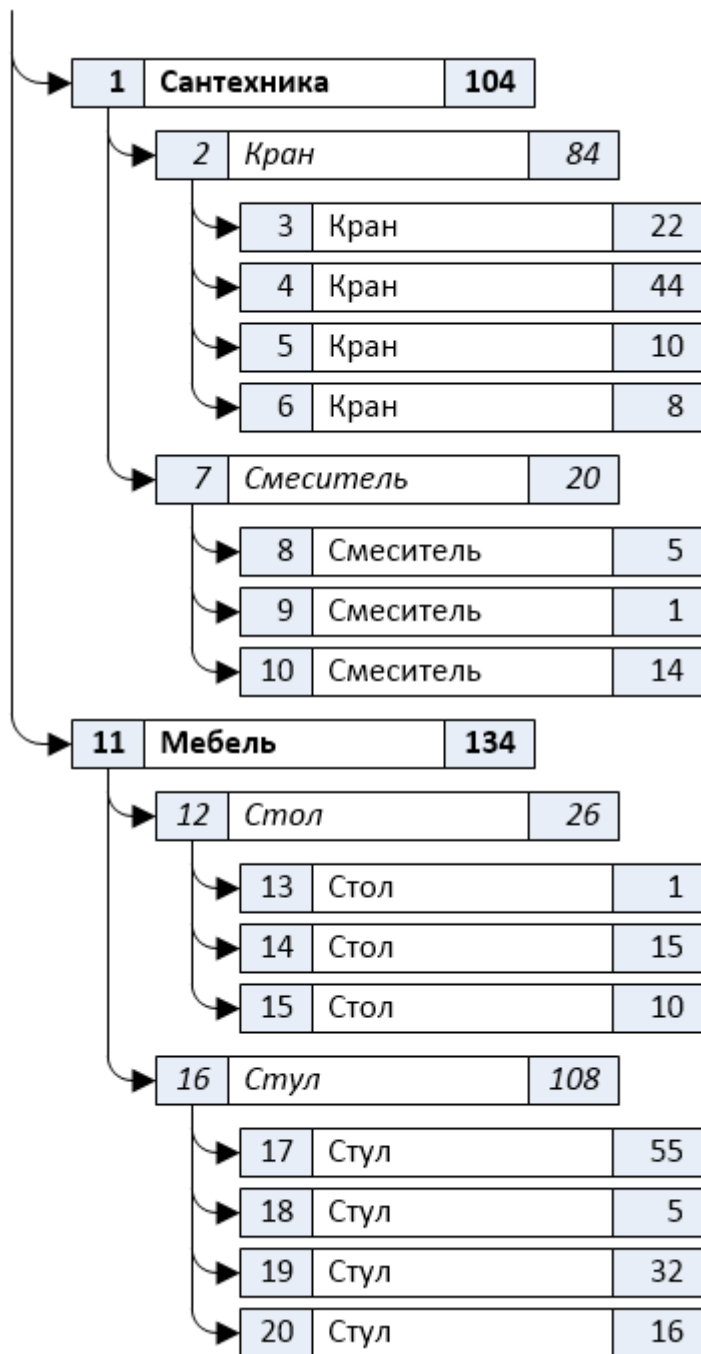 1 Сантехника 104
2 Кран 84
3 Кран 22
4 Кран 44
5 Кран 10
6 Кран 8
7 Смеситель 20
8 Смеситель 5
9 Смеситель 1
10 Смеситель 14
11 Мебель 134
12 Стол 26
13 Стол 1
14 Стол 15
15 Стол 10
16 Стул 108
17 Стул 55
18 Стул 5
19 Стул 32
20 Стул 16